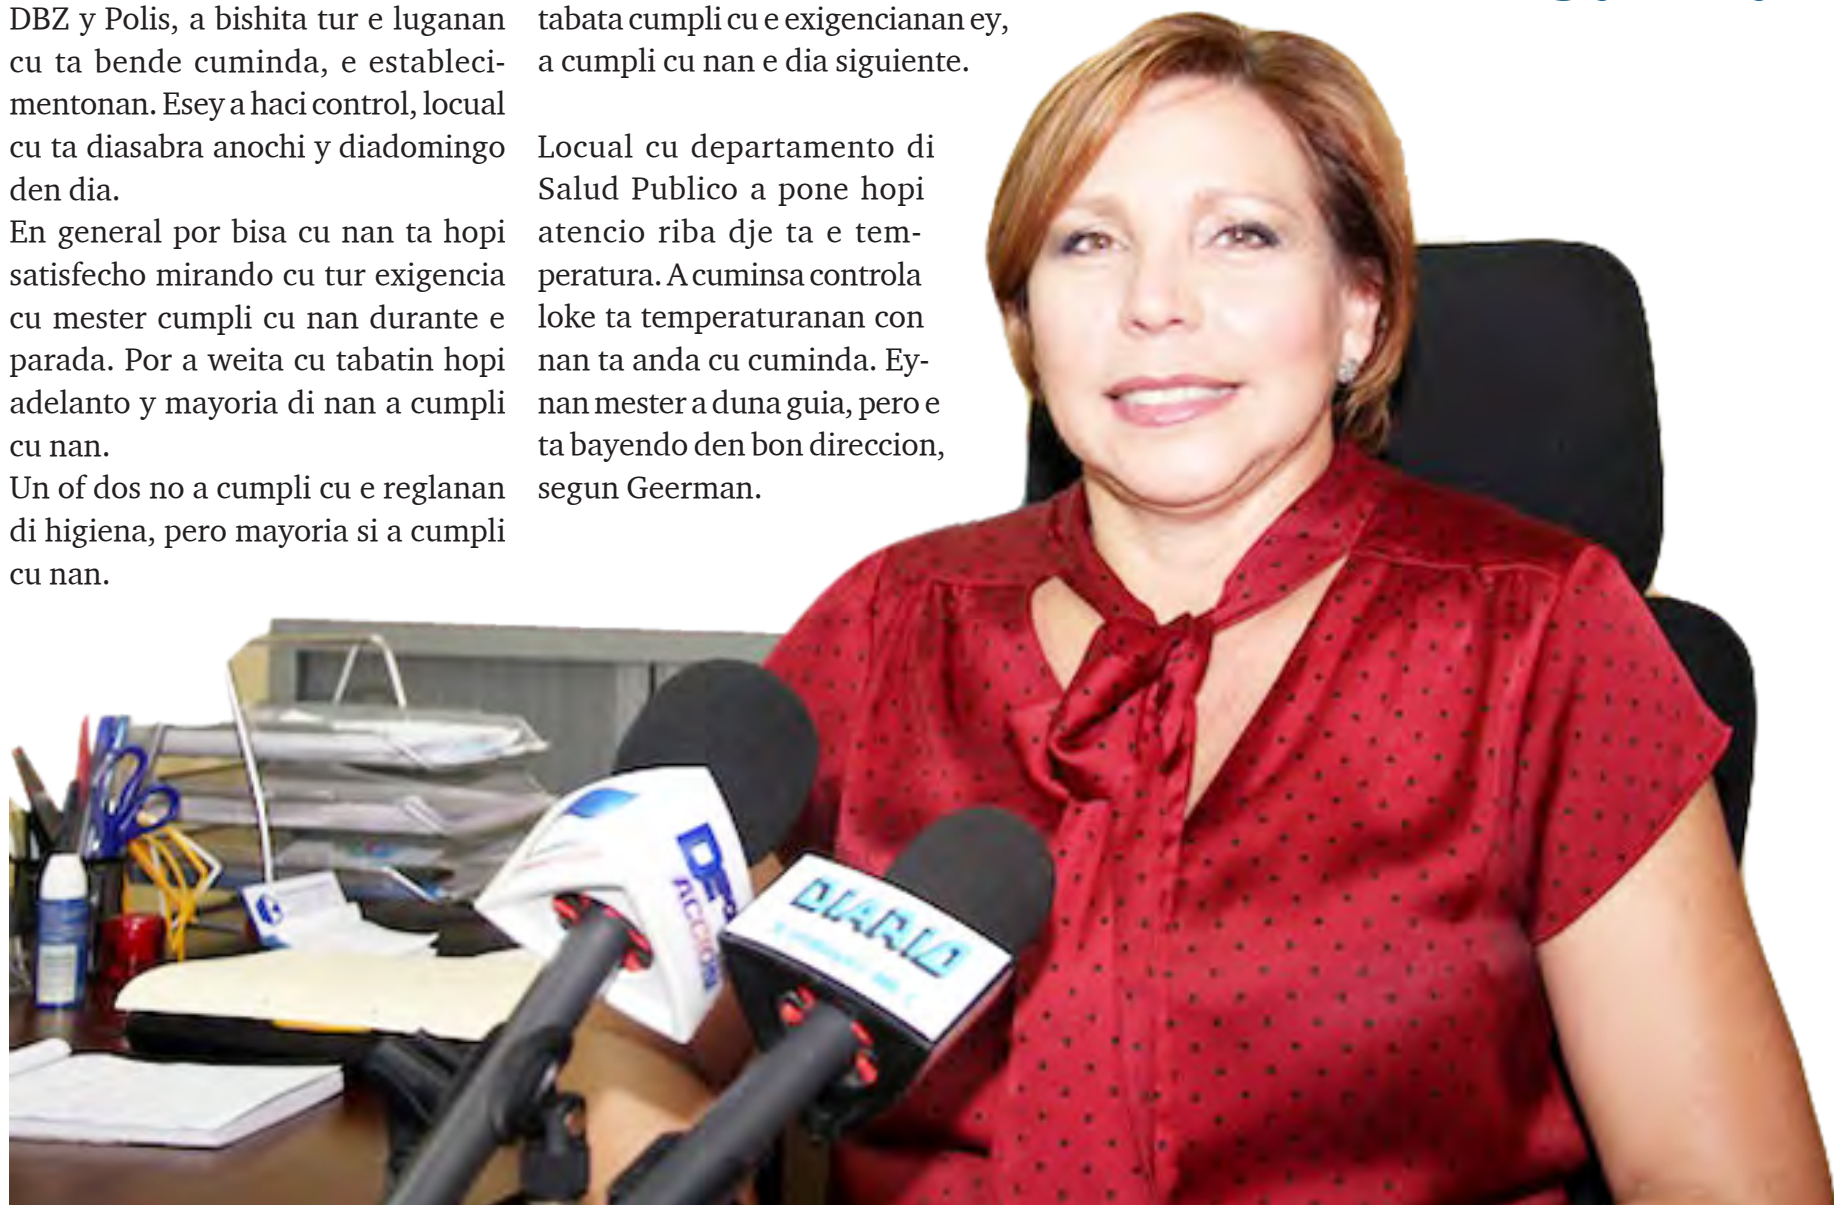 DBZ y Polis, a bishita tur e luganan
cu ta bende cuminda, e estableci-
mentonan. Esey a haci control, locual
cu ta diasabra anochi y diadomingo
den dia.
En general por bisa cu nan ta hopi
satisfecho mirando cu tur exigencia
cu mester cumpli cu nan durante e
parada. Por a weita cu tabatin hopi
adelanto y mayoria di nan a cumpli
cu nan.
Un of dos no a cumpli cu e reglanan
di higiena, pero mayoria si a cumpli
cu nan.
tabata cumpli cu e exigencianan ey,
a cumpli cu nan e dia siguiente.
Locual cu departamento di
Salud Publico a pone hopi
atencio riba dje ta e tem-
peratura. A cuminsa controla
loke ta temperaturanan con
nan ta anda cu cuminda. Ey-
nan mester a duna guia, pero e
ta bayendo den bon direccion,
segun Geerman.
ACCION
DIARIO